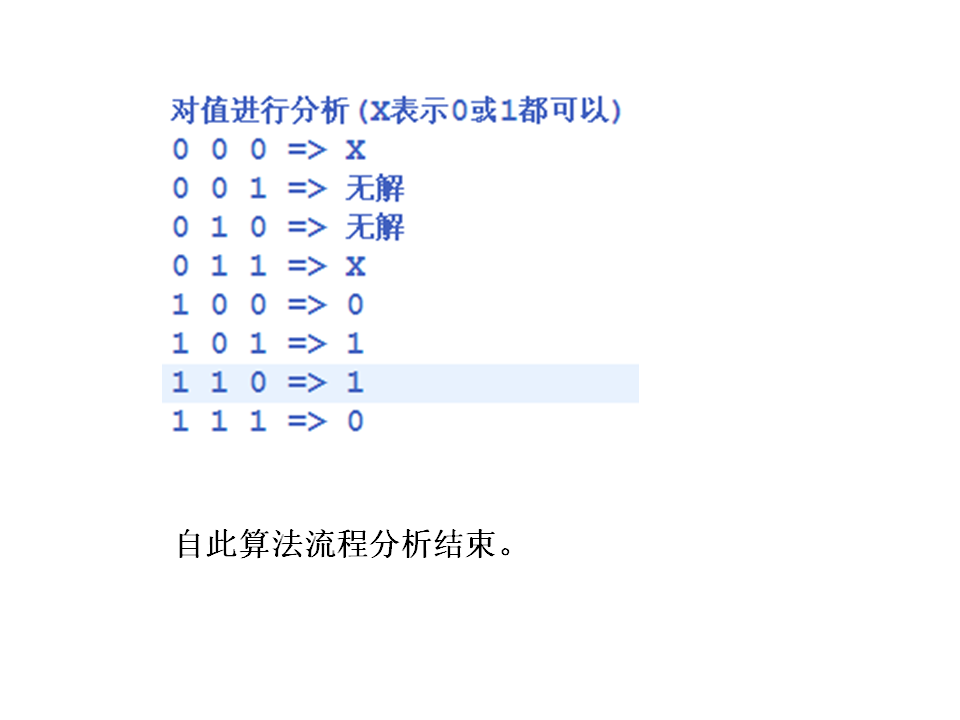 对值进行分析(X表示0或1都可以)
0 0 0 => X
0 0 1 => 无解
0 1 0 => 无解
0 1 1 => X
1 0 0 => 0
1 0 1 => 1
1 1 0 => 1
1 1 1 => 0
自此算法流程分析结束。